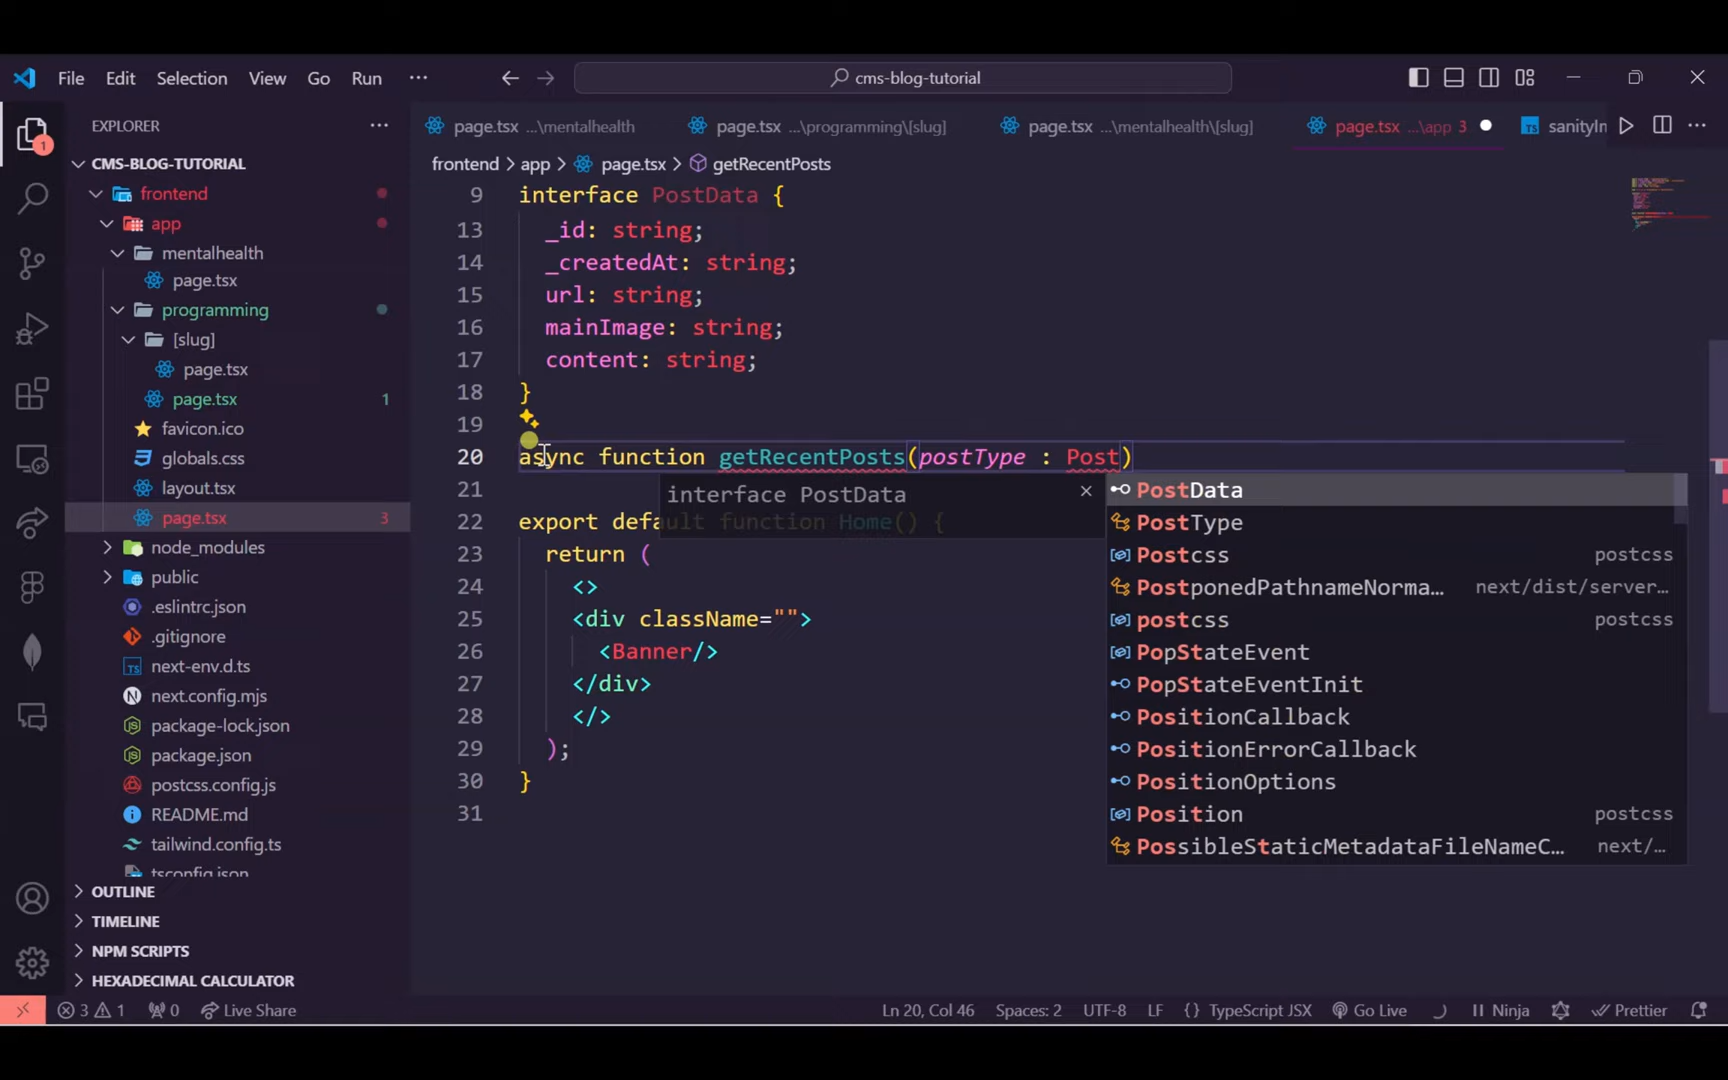 File Edit Selection View Go Run ··· cms-blog-tutorial
EXPLORER ···
page.tsx ...\mentalhealth page.tsx ...\programming\[slug] page.tsx ...\mentalhealth\[slug] page.tsx ...\app 3 sanityIn
frontend > app > page.tsx > getRecentPosts
CMS-BLOG-TUTORIAL
frontend
app
mentalhealth
page.tsx
programming
[slug]
page.tsx
page.tsx 1
favicon.ico
globals.css
layout.tsx
page.tsx 3
node_modules
public
.eslintrc.json
.gitignore
next-env.d.ts
next.config.mjs
package-lock.json
package.json
postcss.config.js
README.md
tailwind.config.ts
tsconfig.json
OUTLINE
TIMELINE
NPM SCRIPTS
HEXADECIMAL CALCULATOR
9 interface PostData {
13 _id: string;
14 _createdAt: string;
15 url: string;
16 mainImage: string;
17 content: string;
18 }
19
20 async function getRecentPosts(postType : Post)
21
22 export default function Home() {
23 return (
24 <>
25 <div className="">
26 <Banner/>
27 </div>
28 </>
29 );
30 }
31
interface PostData ×
PostData
PostType
Postcss postcss
PostponedPathnameNorma... next/dist/server...
postcss postcss
PopStateEvent
PopStateEventInit
PositionCallback
PositionErrorCallback
PositionOptions
Position postcss
PossibleStaticMetadataFileNameC... next/...
3 1 0 Live Share Ln 20, Col 46 Spaces: 2 UTF-8 LF {} TypeScript JSX Go Live Ninja Prettier